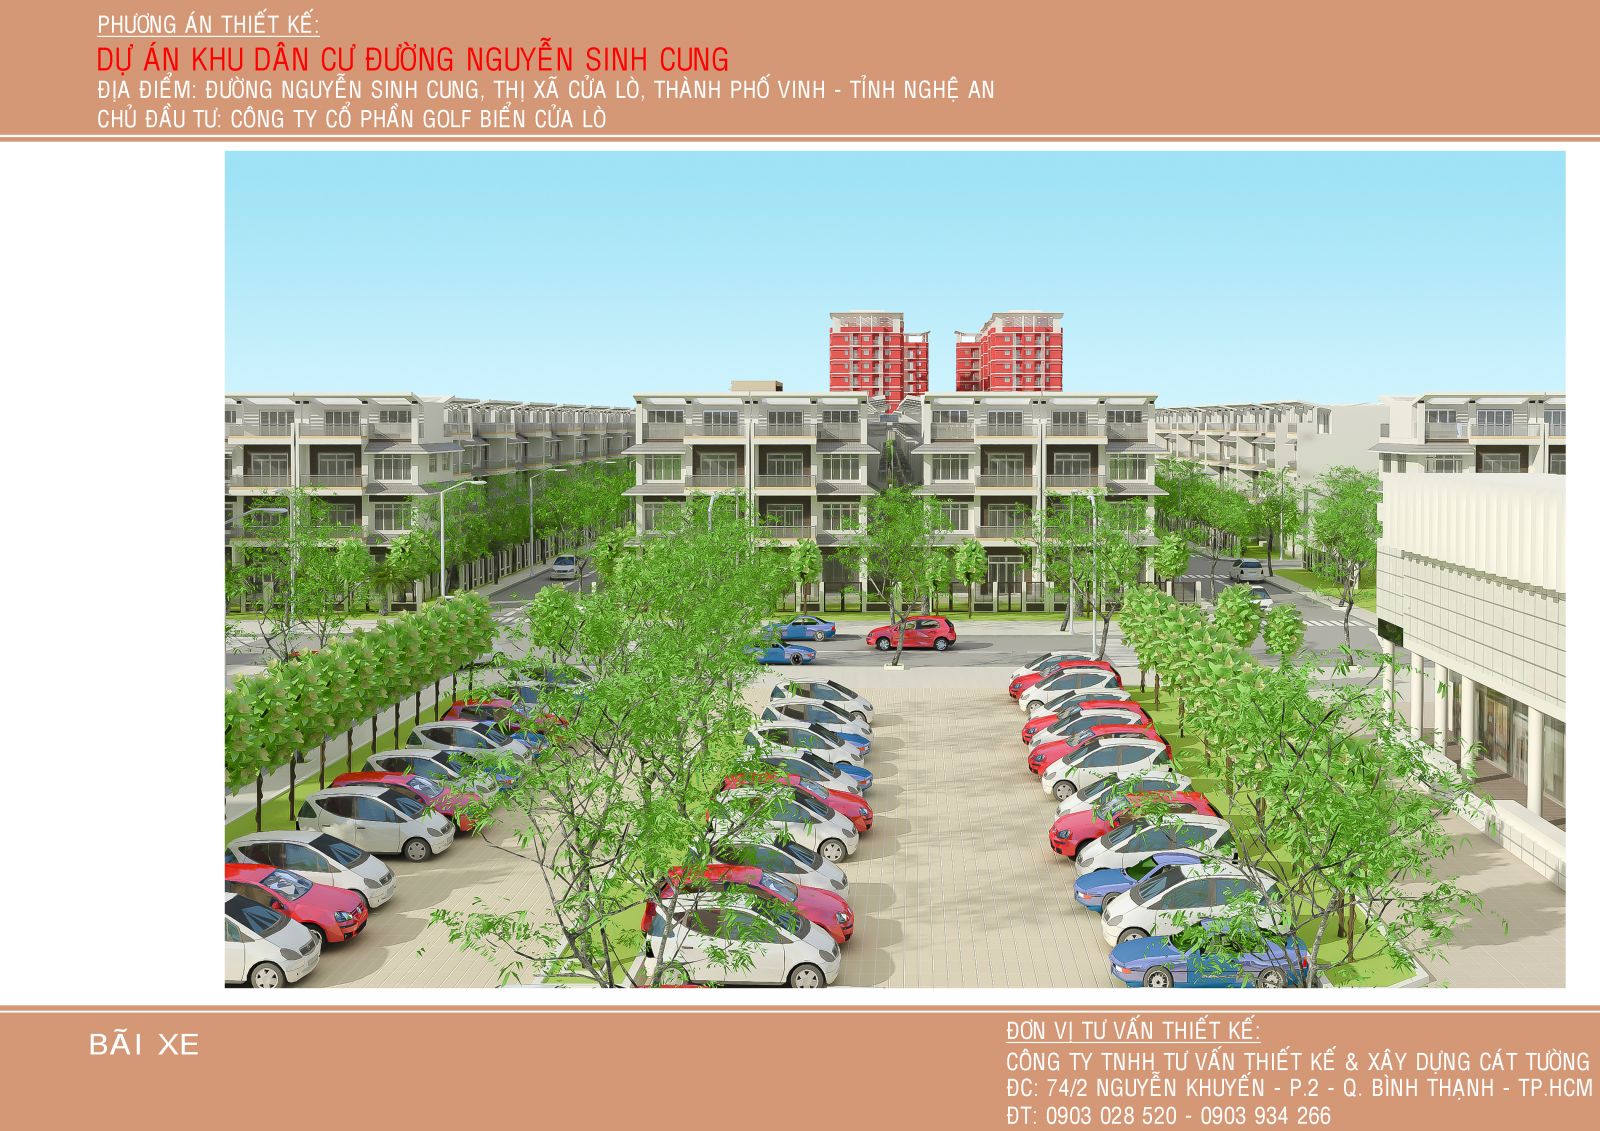 PHƯƠNG ÁN THIẾT KẾ:
DỰ ÁN KHU DÂN CƯ ĐƯỜNG NGUYỄN SINH CUNG
ĐỊA ĐIỂM: ĐƯỜNG NGUYỄN SINH CUNG, THỊ XÃ CỬA LÒ, THÀNH PHỐ VINH - TỈNH NGHỆ AN
CHỦ ĐẦU TƯ: CÔNG TY CỔ PHẦN GOLF BIỂN CỬA LÒ
BÃI XE
ĐƠN VỊ TƯ VẤN THIẾT KẾ:
CÔNG TY TNHH TƯ VẤN THIẾT KẾ & XÂY DỰNG CÁT TƯỜNG
ĐC: 74/2 NGUYỄN KHUYẾN - P.2 - Q. BÌNH THẠNH - TP.HCM
ĐT: 0903 028 520 - 0903 934 266